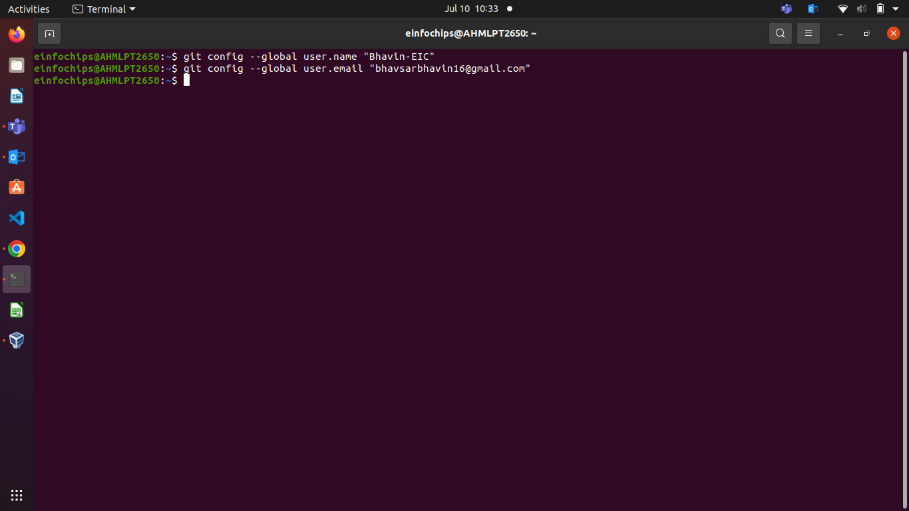 Activities Terminal Jul 10 10:33
einfochips@AHMLPT2650: ~
einfochips@AHMLPT2650:~$ git config --global user.name "Bhavin-EIC"
einfochips@AHMLPT2650:~$ git config --global user.email "bhavsarbhavin16@gmail.com"
einfochips@AHMLPT2650:~$